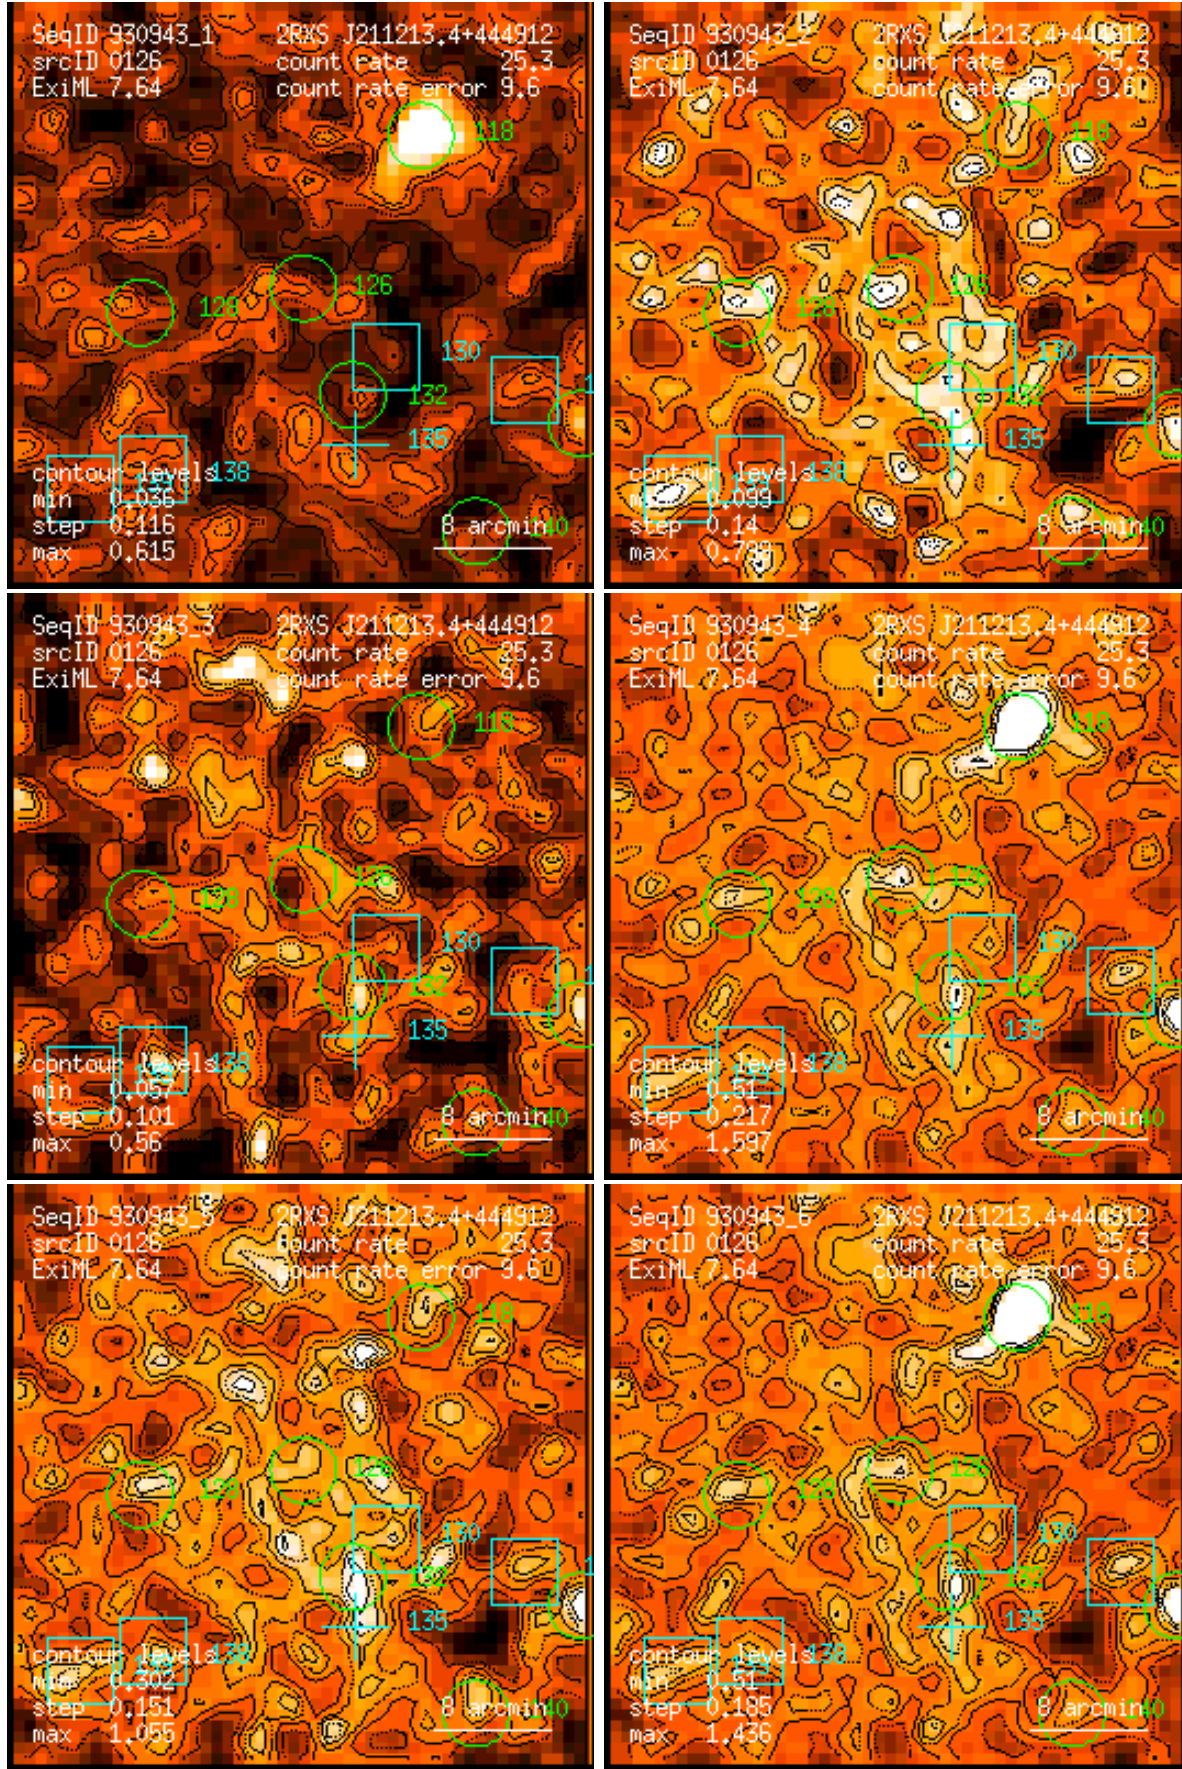 SeqID 930943_1 2RXS J211213.4+444912
srcID 0126 count rate 25.3
ExiML 7.64 count rate error 9.6
118
126
128
130
132
135
138
contour levels
min 0.036
step 0.116
max 0.615
8 arcmin
SeqID 930943_2 2RXS J211213.4+444912
srcID 0126 count rate 25.3
ExiML 7.64 count rate error 9.6
118
126
128
130
132
135
138
contour levels
min 0.099
step 0.14
8 arcmin
SeqID 930943_3 2RXS J211213.4+444912
srcID 0126 count rate 25.3
ExiML 7.64 count rate error 9.6
118
126
128
130
132
135
138
contour levels
min 0.057
step 0.101
max 0.56
8 arcmin
SeqID 930943_4 2RXS J211213.4+444912
srcID 0126 count rate 25.3
ExiML 7.64 count rate error 9.6
118
126
128
130
132
135
138
contour levels
min 0.51
step 0.217
max 1.597
8 arcmin
SeqID 930943_5 2RXS J211213.4+444912
srcID 0126 count rate 25.3
ExiML 7.64 count rate error 9.6
118
126
128
130
132
135
138
contour levels
min 0.302
step 0.151
max 1.055
8 arcmin
SeqID 930943_6 2RXS J211213.4+444912
srcID 0126 count rate 25.3
ExiML 7.64 count rate error 9.6
118
126
128
130
132
135
138
contour levels
min 0.51
step 0.185
max 1.436
8 arcmin